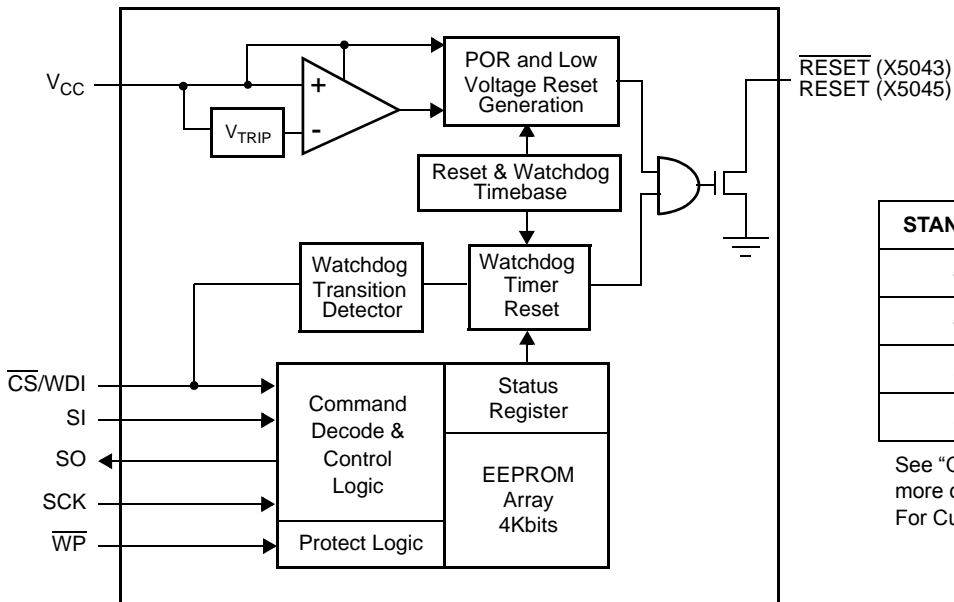 POR and Low
Voltage Reset
Generation
RESET (X5043)
RESET (X5045)
VCC
+
-
VTRIP
Reset & Watchdog
Timebase
Watchdog
Transition
Detector
Watchdog
Timer
Reset
CS/WDI
SI
SO
SCK
WP
Command
Decode &
Control
Logic
Protect Logic
Status
Register
EEPROM
Array
4Kbits
See